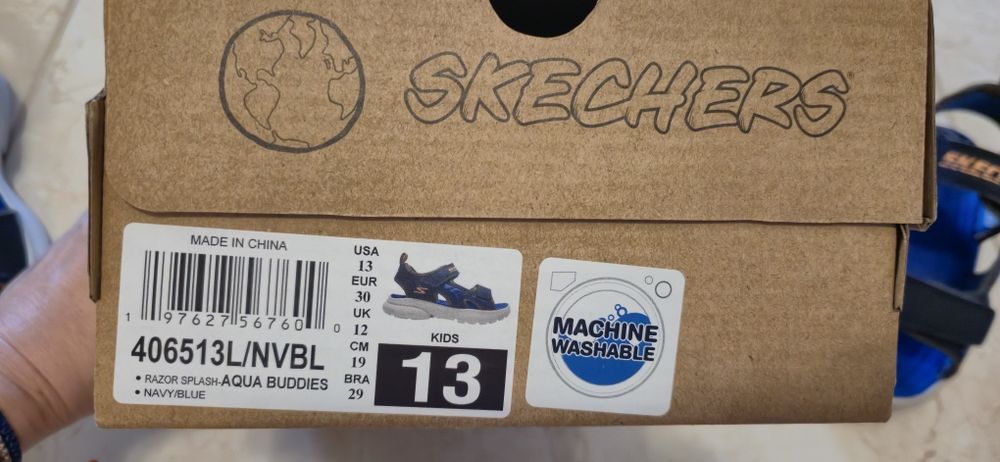 SKECHERS
MADE IN CHINA
1 97627 56760 0
406513L/NVBL
• RAZOR SPLASH-AQUA BUDDIES
• NAVY/BLUE
USA
13
EUR
30
UK
12
CM
19
BRA
29
KIDS
13
MACHINE
WASHABLE